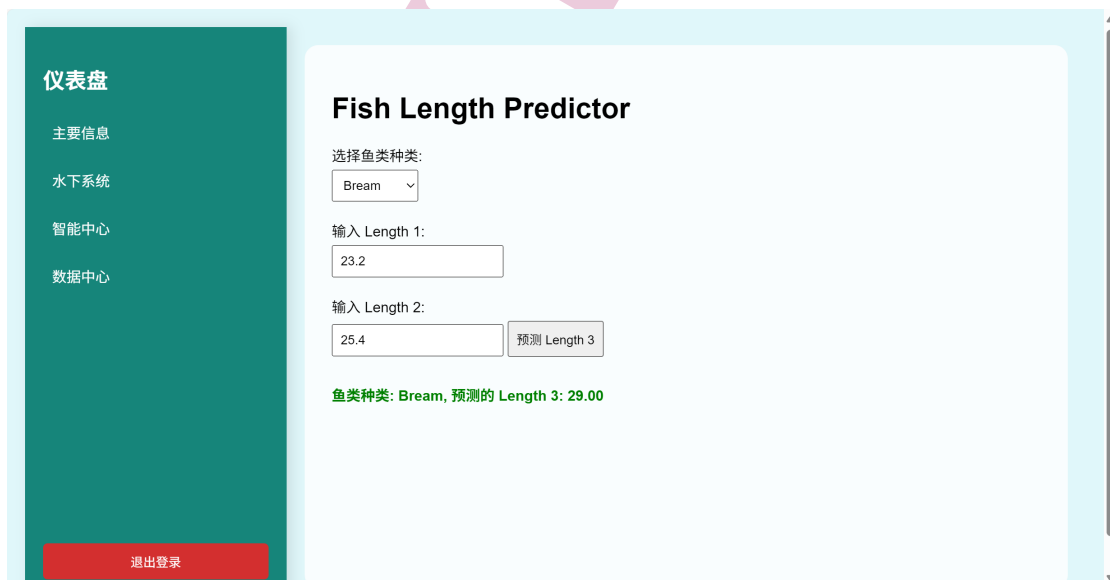 仪表盘
主要信息
水下系统
智能中心
数据中心
退出登录
Fish Length Predictor
选择鱼类种类:
Bream
输入 Length 1:
23.2
输入 Length 2:
25.4
预测 Length 3
鱼类种类: Bream, 预测的 Length 3: 29.00